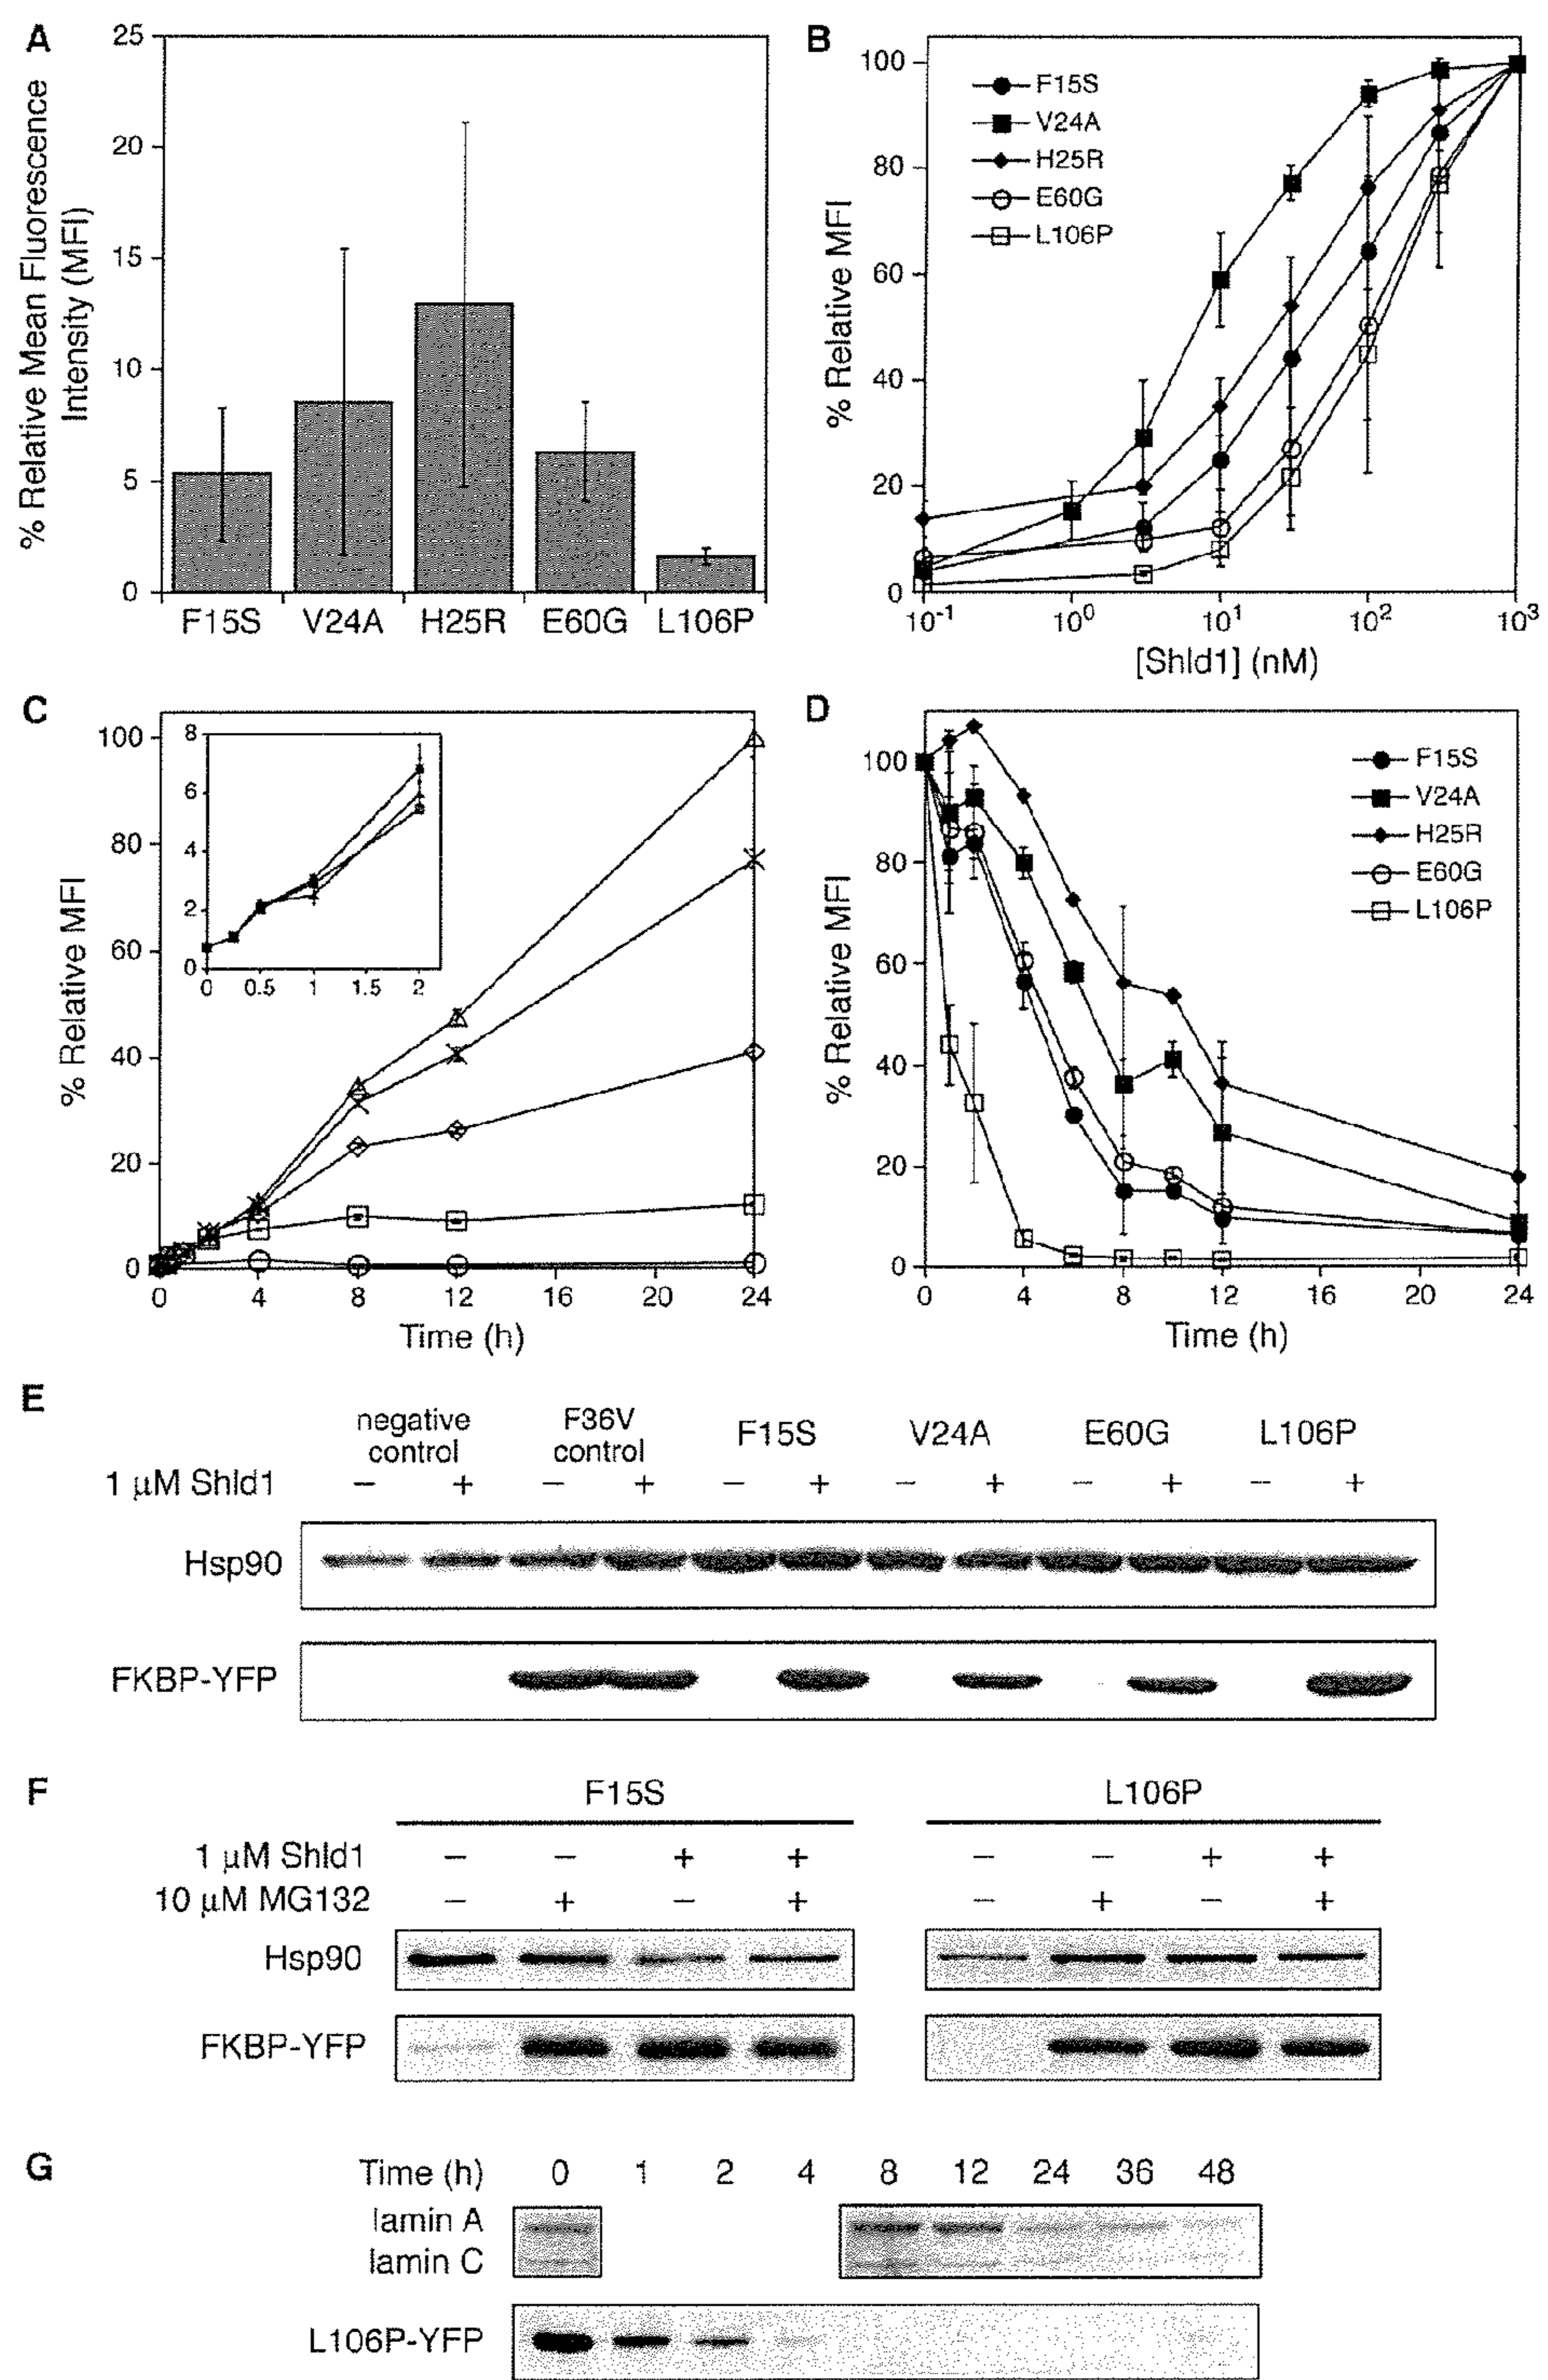 A
% Relative Mean Fluorescence
Intensity (MFI)
25
20
15
10
5
0
F15S V24A H25R E60G L106P
B
% Relative MFI
100
80
60
40
20
0
F15S
V24A
H25R
E60G
L106P
10-1 100 101 102 103
[Shld1] (nM)
C
% Relative MFI
100
80
60
40
20
0
8
6
4
2
0
0 0.5 1 1.5 2
0 4 8 12 16 20 24
Time (h)
D
% Relative MFI
100
80
60
40
20
0
F15S
V24A
H25R
E60G
L106P
0 4 8 12 16 20 24
Time (h)
E
negative control F36V control F15S V24A E60G L106P
1 μM Shld1 − + − + − + − + − + − +
Hsp90
FKBP-YFP
F
F15S L106P
1 μM Shld1 − − + + − − + +
10 μM MG132 − + − + − + − +
Hsp90
FKBP-YFP
G
Time (h) 0 1 2 4 8 12 24 36 48
lamin A
lamin C
L106P-YFP